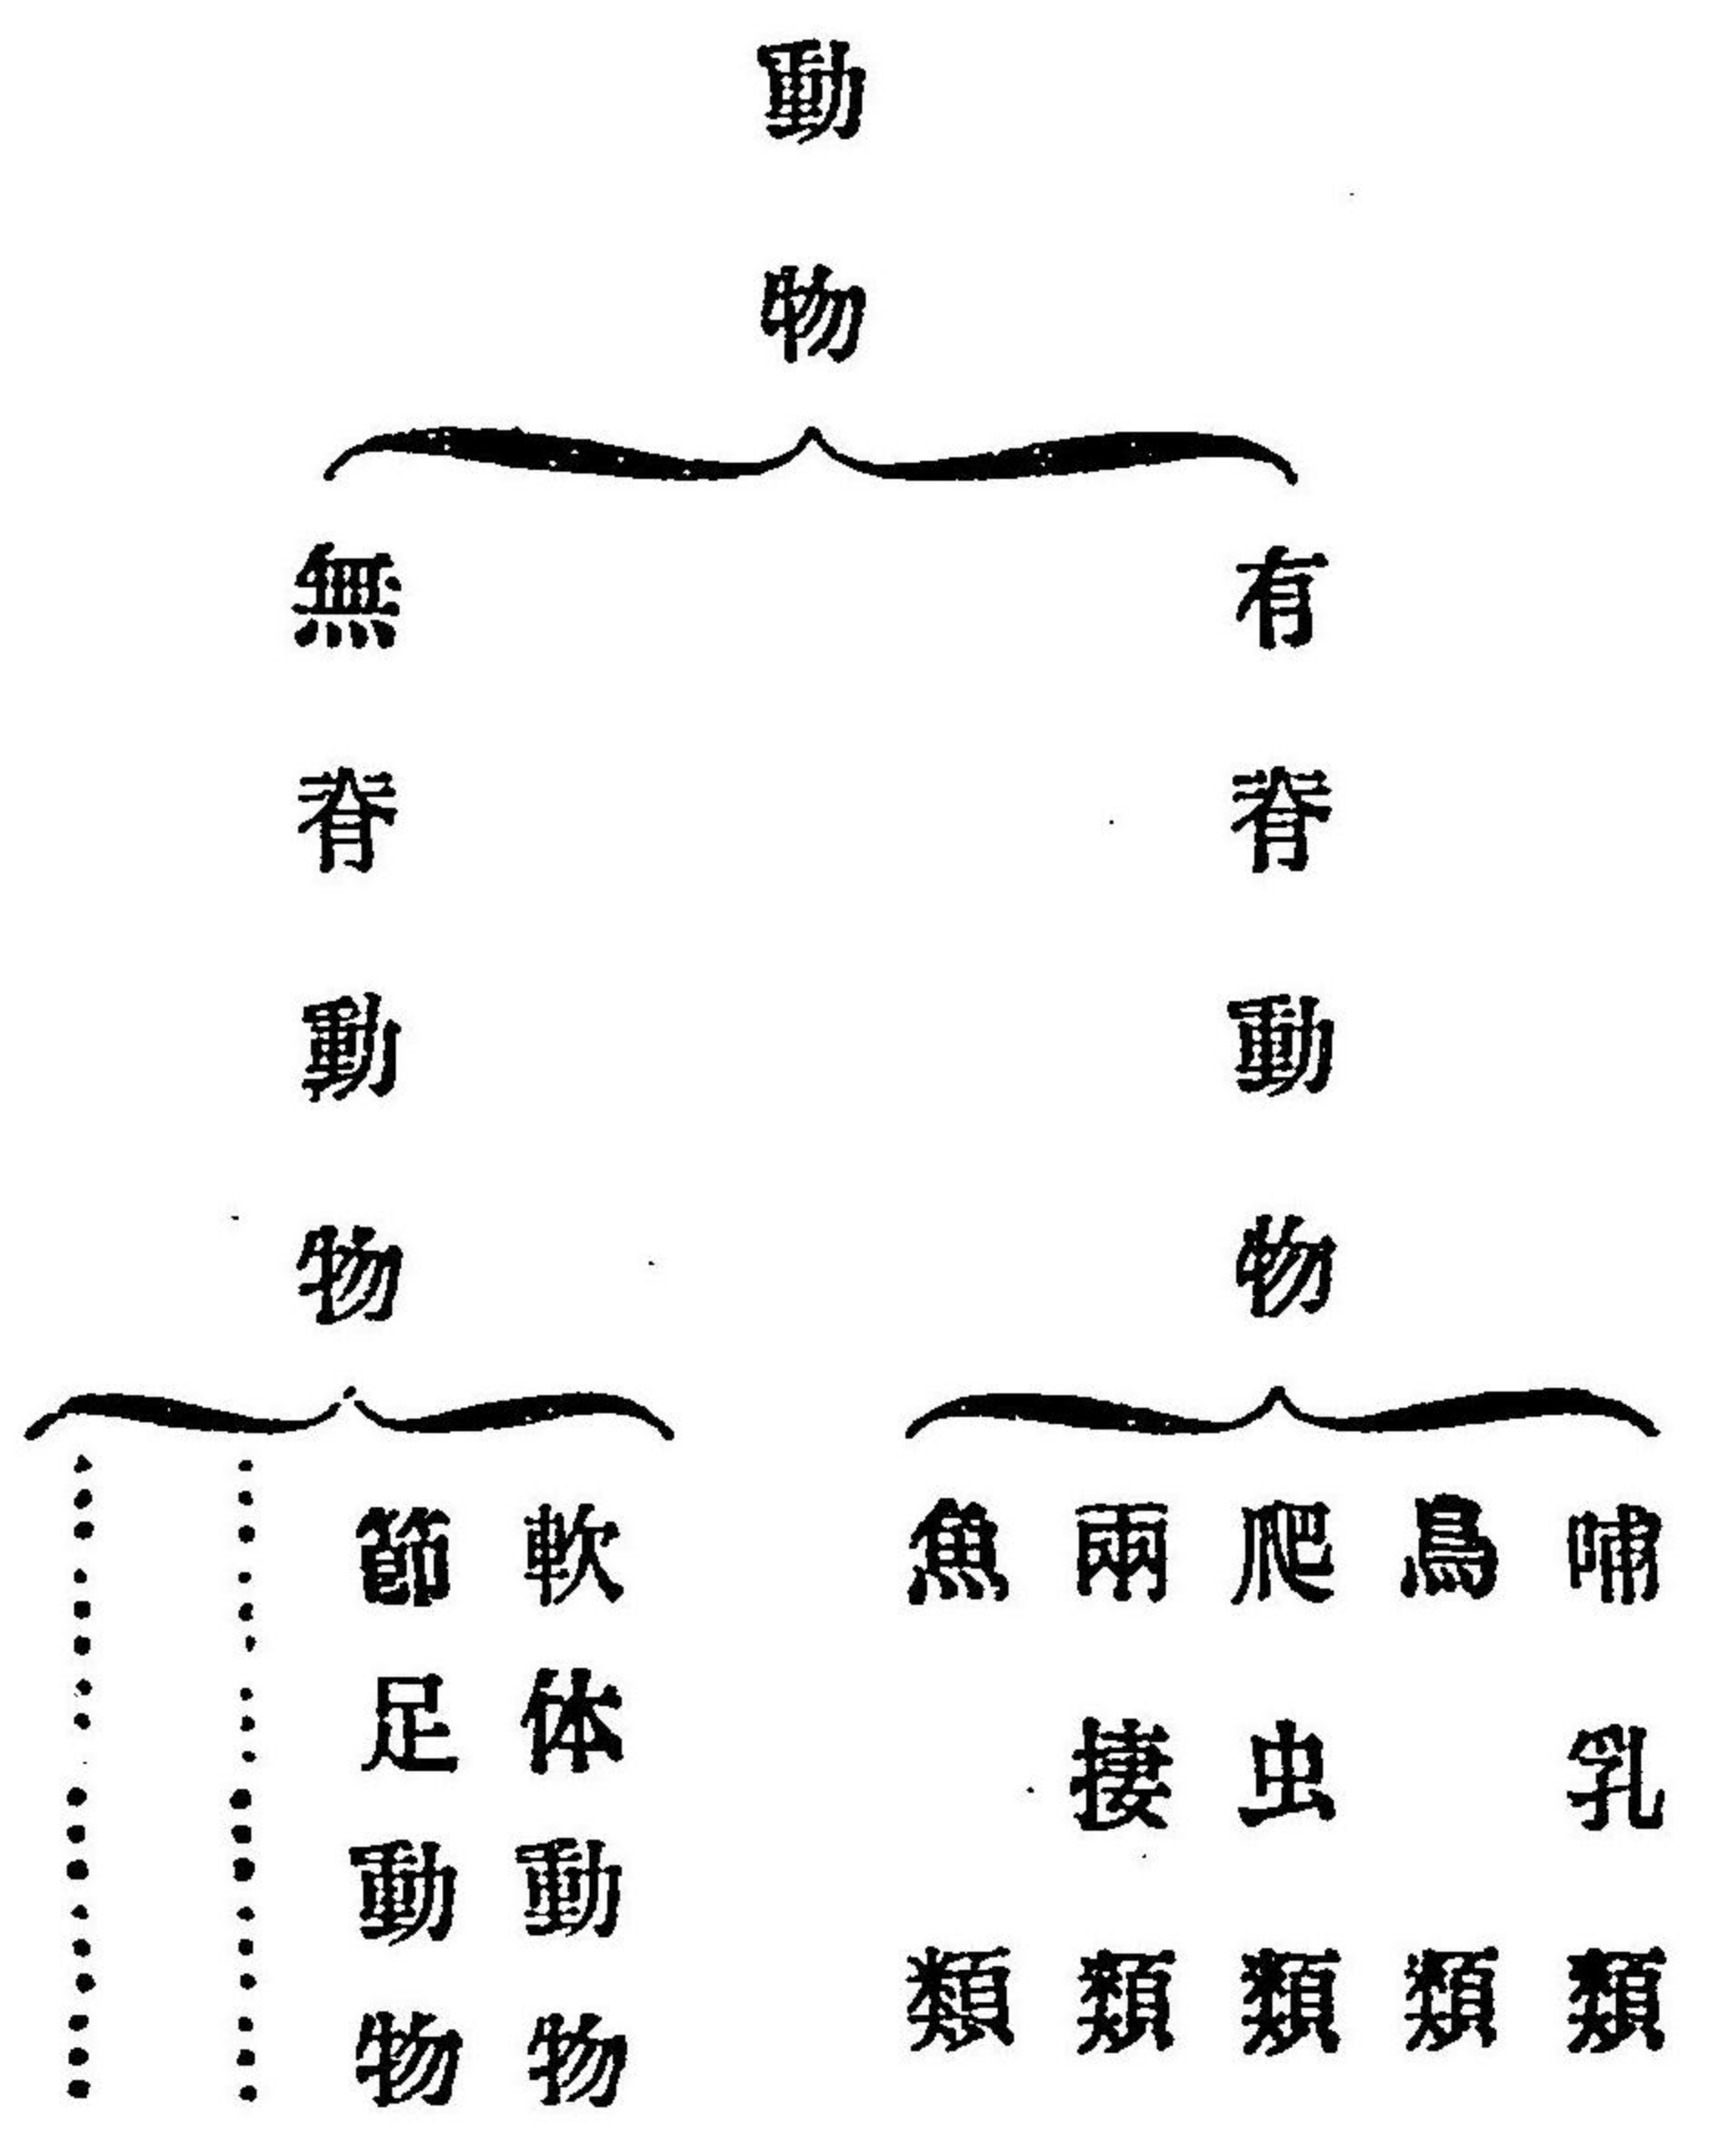 動物
有脊動物
無脊動物
哺乳類
鳥類
爬虫類
兩捿類
魚類
軟体動物
節足動物